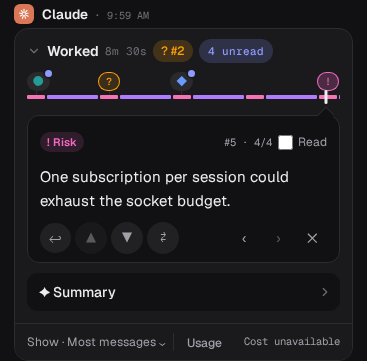 Claude · 9:59 AM
Worked 8m 30s ? #2 4 unread
? !
! Risk #5 · 4/4 Read
One subscription per session could
exhaust the socket budget.
Summary
Show · Most messages Usage Cost unavailable